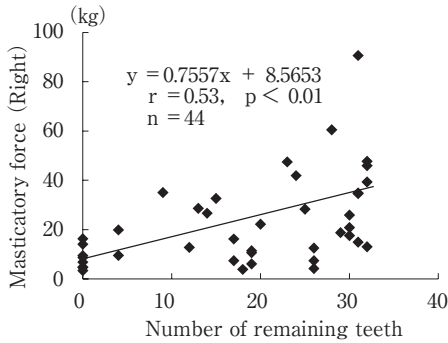 (kg)
100
80
60
40
20
0
y = 0.7557x + 8.5653
r = 0.53, p < 0.01
n = 44
Masticatory force (Right)
0 10 20 30 40
Number of remaining teeth